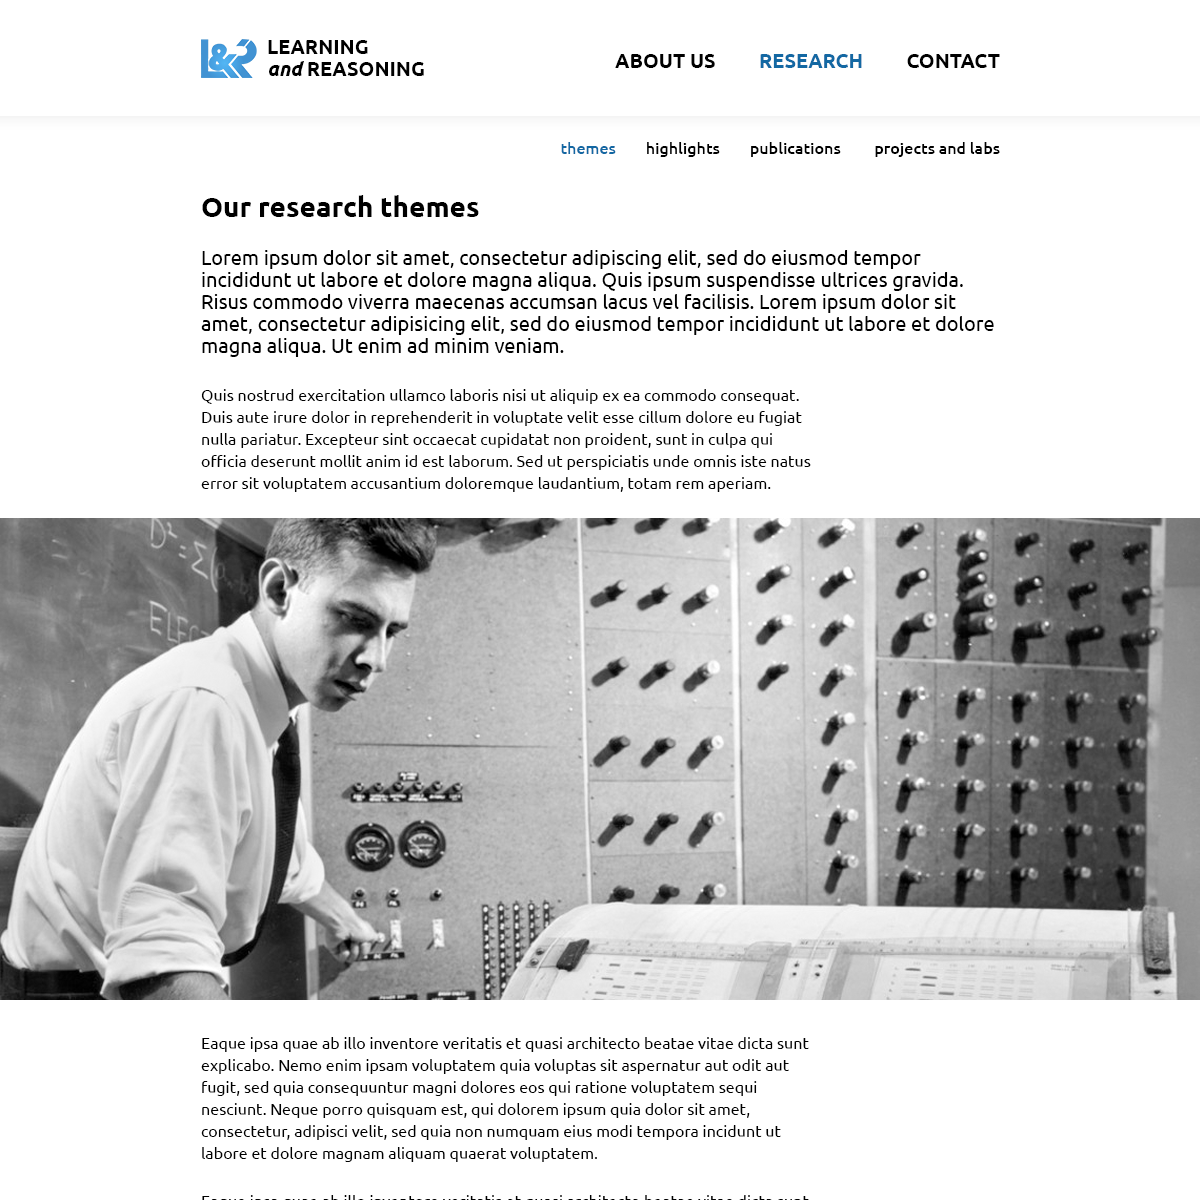 L&R LEARNING
and REASONING
ABOUT US RESEARCH CONTACT
themes highlights publications projects and labs
Our research themes
Lorem ipsum dolor sit amet, consectetur adipiscing elit, sed do eiusmod tempor
incididunt ut labore et dolore magna aliqua. Quis ipsum suspendisse ultrices gravida.
Risus commodo viverra maecenas accumsan lacus vel facilisis. Lorem ipsum dolor sit
amet, consectetur adipisicing elit, sed do eiusmod tempor incididunt ut labore et dolore
magna aliqua. Ut enim ad minim veniam.
Quis nostrud exercitation ullamco laboris nisi ut aliquip ex ea commodo consequat.
Duis aute irure dolor in reprehenderit in voluptate velit esse cillum dolore eu fugiat
nulla pariatur. Excepteur sint occaecat cupidatat non proident, sunt in culpa qui
officia deserunt mollit anim id est laborum. Sed ut perspiciatis unde omnis iste natus
error sit voluptatem accusantium doloremque laudantium, totam rem aperiam.
D²=Σ(
Eaque ipsa quae ab illo inventore veritatis et quasi architecto beatae vitae dicta sunt
explicabo. Nemo enim ipsam voluptatem quia voluptas sit aspernatur aut odit aut
fugit, sed quia consequuntur magni dolores eos qui ratione voluptatem sequi
nesciunt. Neque porro quisquam est, qui dolorem ipsum quia dolor sit amet,
consectetur, adipisci velit, sed quia non numquam eius modi tempora incidunt ut
labore et dolore magnam aliquam quaerat voluptatem.